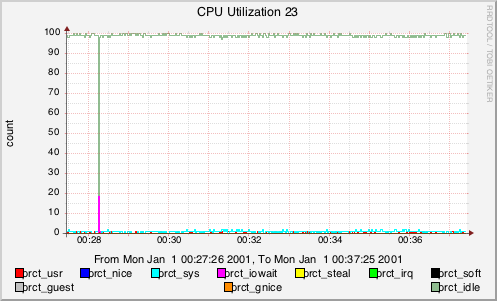 CPU Utilization 23
RRDTOOL / TOBI OETIKER
count
100
90
80
70
60
50
40
30
20
10
0
00:28 00:30 00:32 00:34 00:36
From Mon Jan 1 00:27:26 2001, To Mon Jan 1 00:37:25 2001
prct_usr prct_nice prct_sys prct_iowait prct_steal prct_irq prct_soft
prct_guest prct_gnice prct_idle